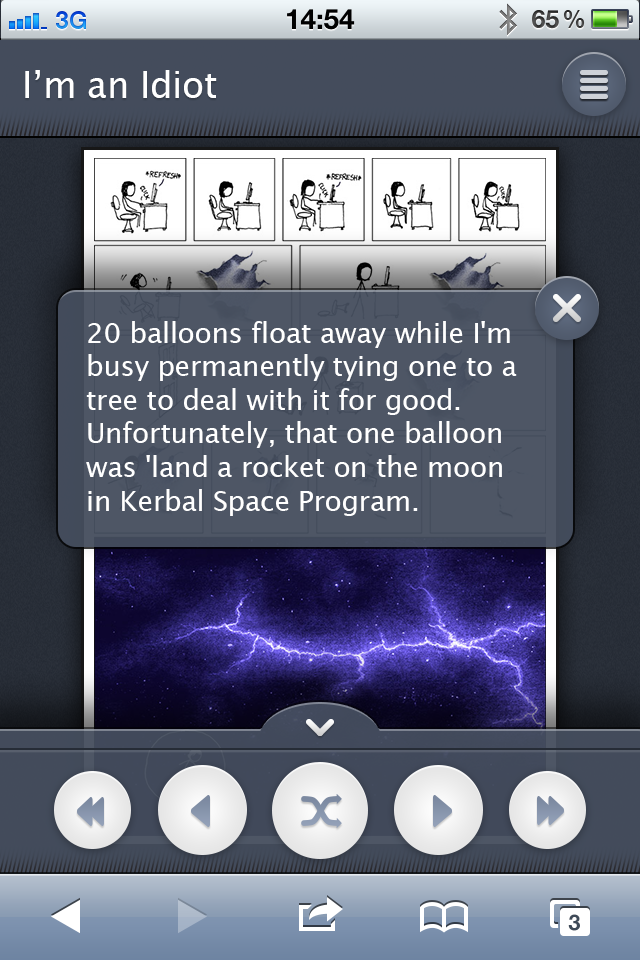 3G 14:54 65 %
I'm an Idiot
*REFRESH* *REFRESH*
20 balloons float away while I'm
busy permanently tying one to a
tree to deal with it for good.
Unfortunately, that one balloon
was 'land a rocket on the moon
in Kerbal Space Program.
3